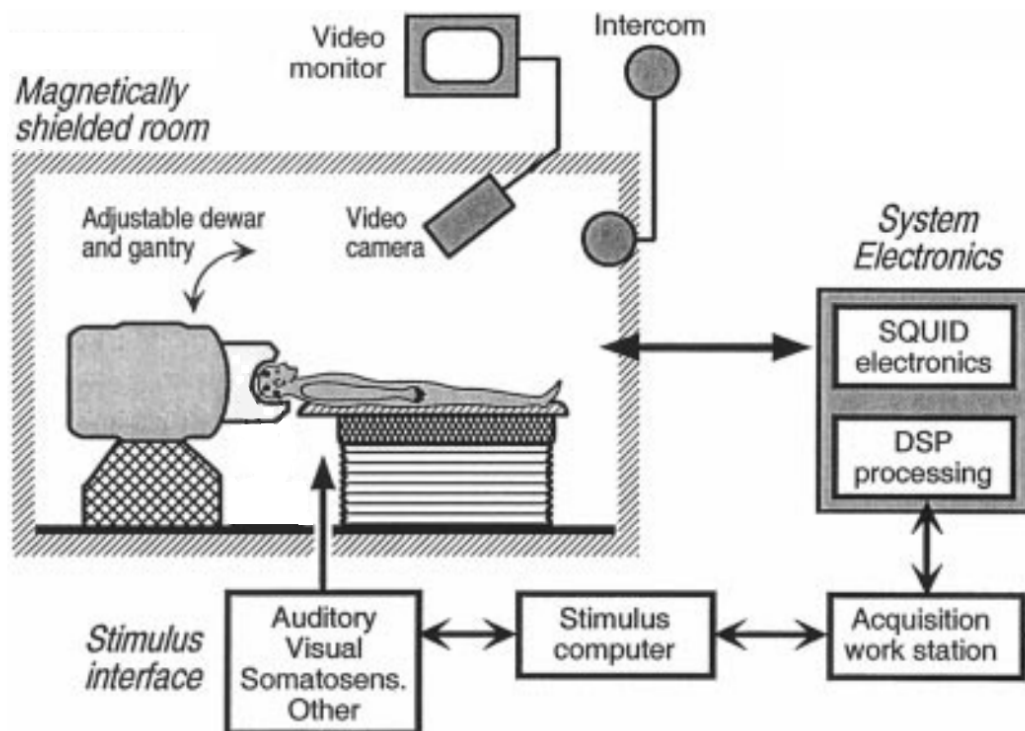 Video
monitor
Intercom
Magnetically
shielded room
Adjustable dewar
and gantry
Video
camera
System
Electronics
SQUID
electronics
DSP
processing
Stimulus
interface
Auditory
Visual
Somatosens.
Other
Stimulus
computer
Acquisition
work station